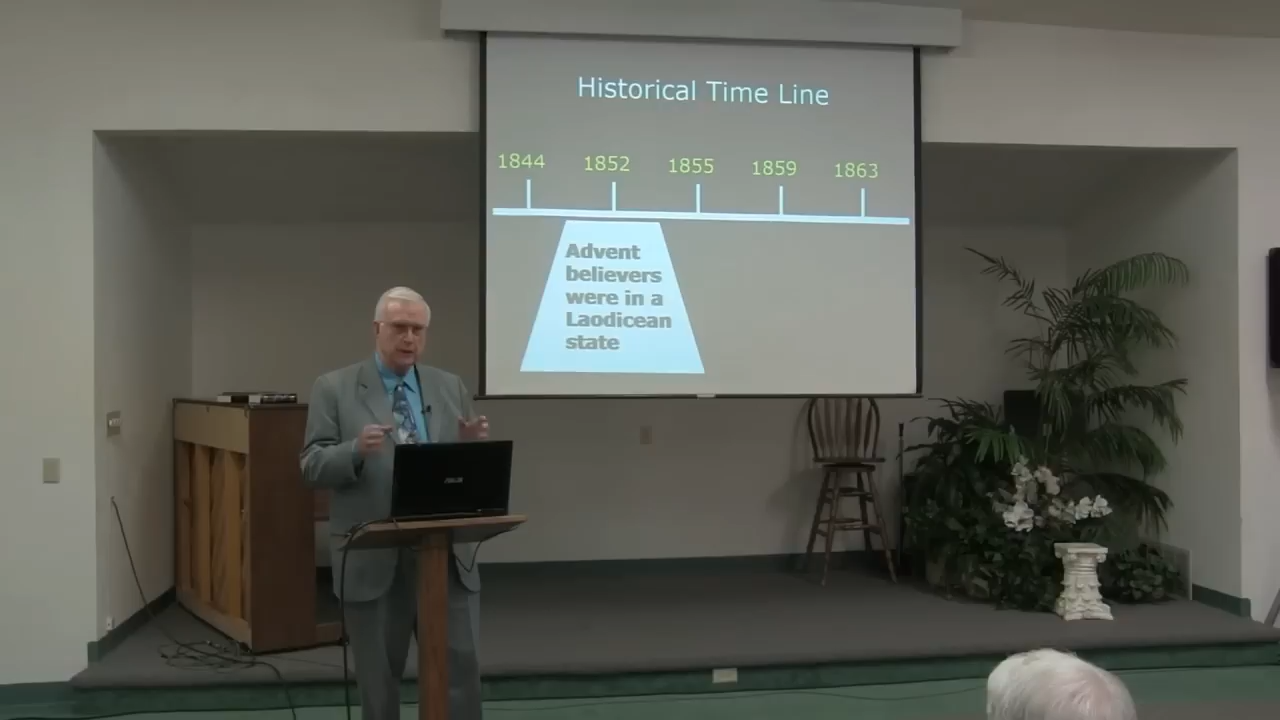 Historical Time Line
1844 1852 1855 1859 1863
Advent
believers
were in a
Laodicean
state
ASUS